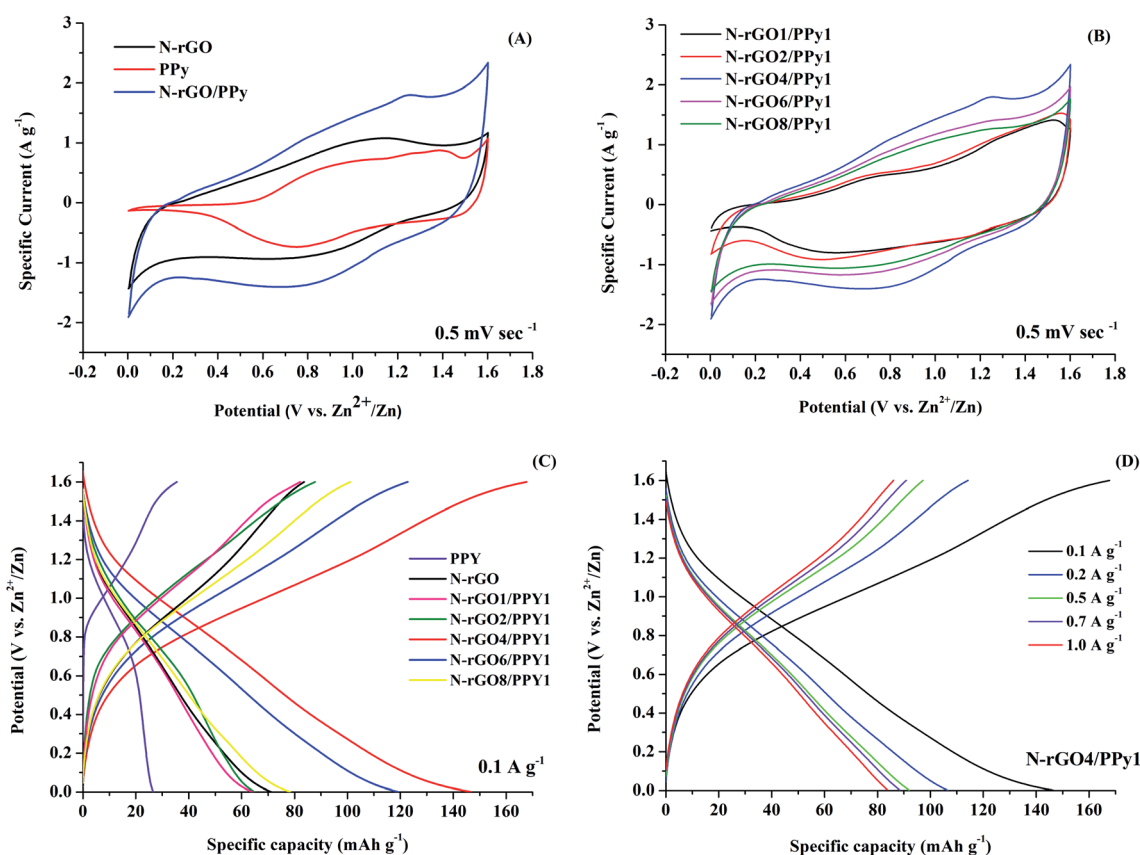 (A)
N-rGO
PPy
N-rGO/PPy
3
2
1
0
-1
-2
Specific Current (A g⁻¹)
0.5 mV sec ⁻¹
-0.2 0.0 0.2 0.4 0.6 0.8 1.0 1.2 1.4 1.6 1.8
Potential (V vs. Zn²⁺/Zn)
(B)
N-rGO1/PPy1
N-rGO2/PPy1
N-rGO4/PPy1
N-rGO6/PPy1
N-rGO8/PPy1
3
2
1
0
-1
-2
Specific Current (A g⁻¹)
0.5 mV sec ⁻¹
-0.2 0.0 0.2 0.4 0.6 0.8 1.0 1.2 1.4 1.6 1.8
Potential (V vs. Zn²⁺/Zn)
(C)
1.6
1.4
1.2
1.0
0.8
0.6
0.4
0.2
0.0
Potential (V vs. Zn²⁺/Zn)
PPY
N-rGO
N-rGO1/PPY1
N-rGO2/PPY1
N-rGO4/PPY1
N-rGO6/PPY1
N-rGO8/PPY1
0.1 A g⁻¹
0 20 40 60 80 100 120 140 160
Specific capacity (mAh g⁻¹)
(D)
1.6
1.4
1.2
1.0
0.8
0.6
0.4
0.2
0.0
Potential (V vs. Zn²⁺/Zn)
0.1 A g⁻¹
0.2 A g⁻¹
0.5 A g⁻¹
0.7 A g⁻¹
1.0 A g⁻¹
N-rGO4/PPy1
0 20 40 60 80 100 120 140 160
Specific capacity (mAh g⁻¹)